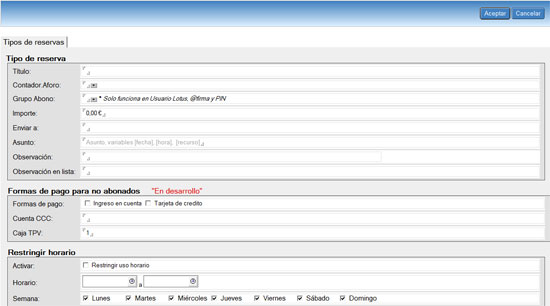 Aceptar Cancelar
Tipos de reservas
Tipo de reserva
Título:
Contador Aforo:
Grupo Abono: * Solo funciona en Usuario Lotus, @firma y PIN
Importe: 0,00 €
Enviar a:
Asunto: Asunto, variables [fecha], [hora], [recurso]
Observación:
Observación en lista:
Formas de pago para no abonados "En desarrollo"
Formas de pago: Ingreso en cuenta Tarjeta de credito
Cuenta CCC:
Caja TPV: 1
Restringir horario
Activar: Restringir uso horario
Horario: a
Semana: Lunes Martes Miércoles Jueves Viernes Sábado Domingo